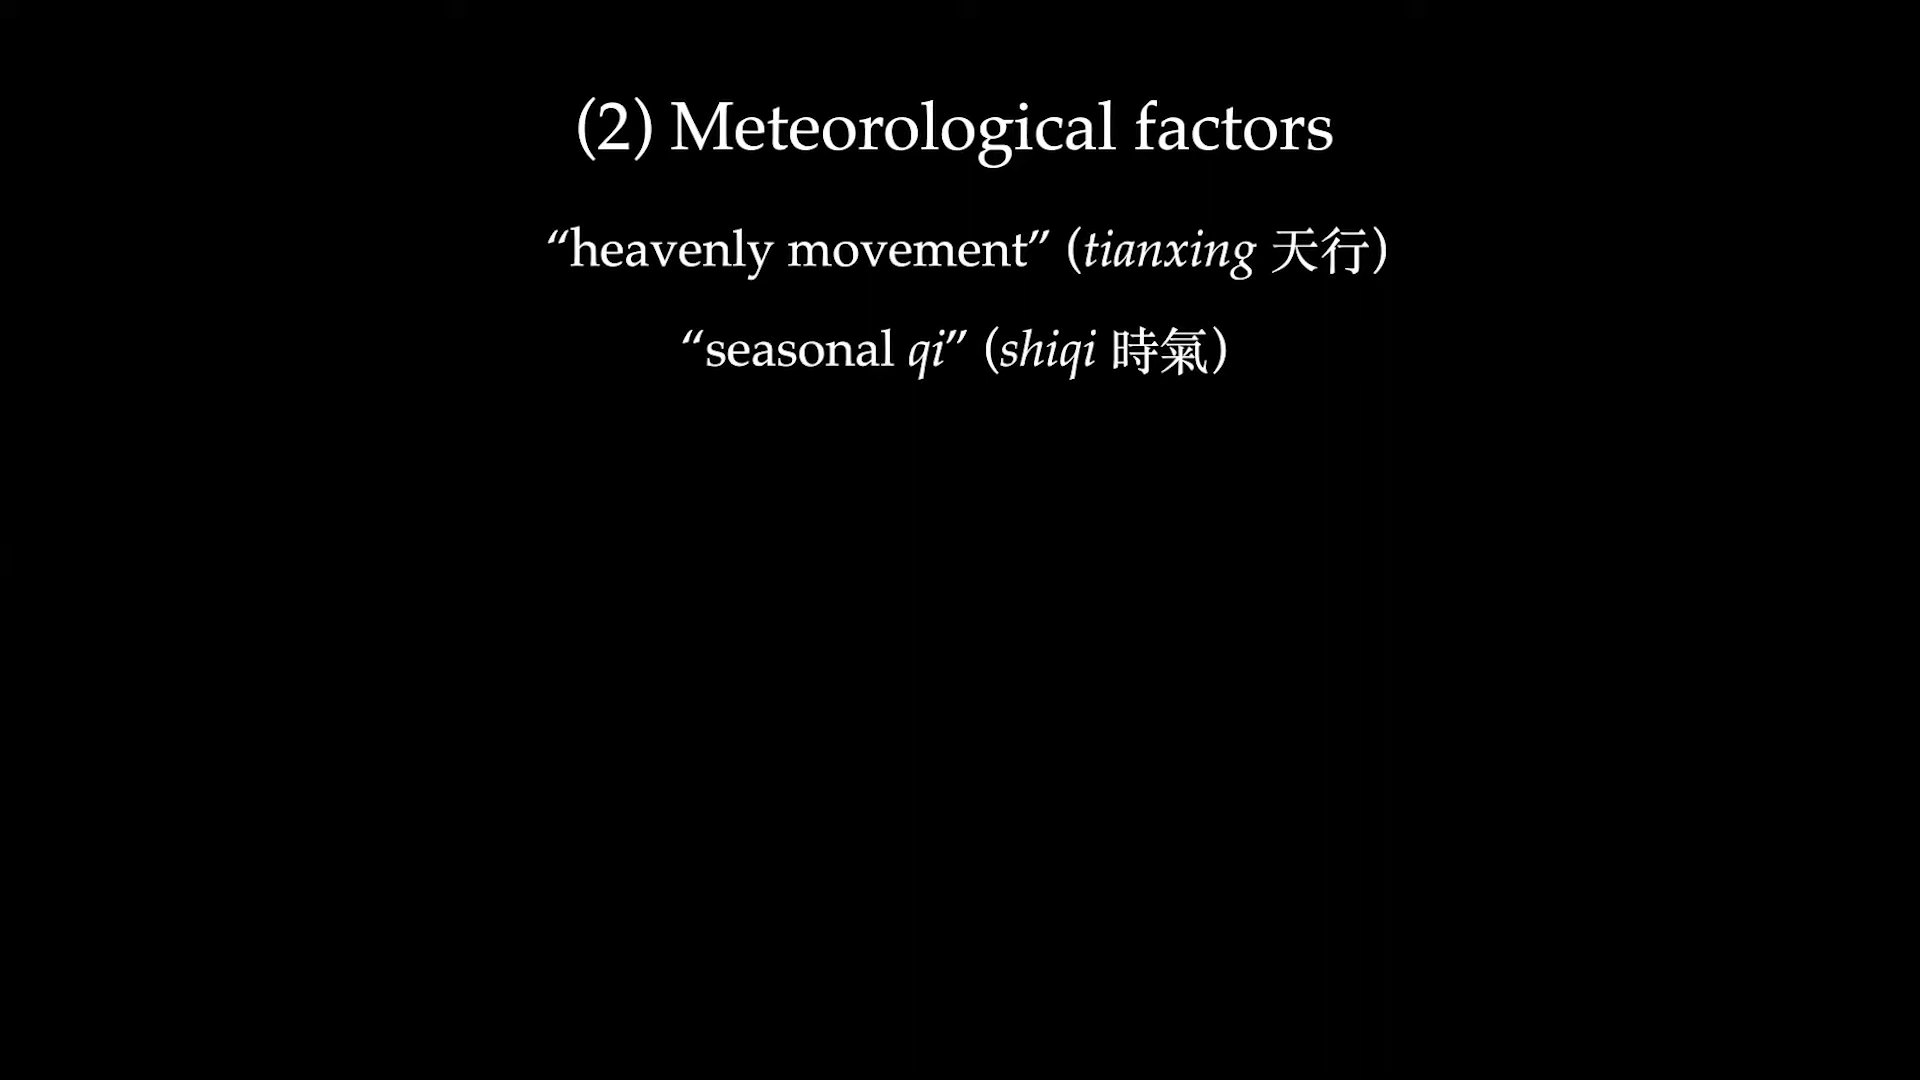 (2) Meteorological factors
“heavenly movement” (tianxing 天行)
“seasonal qi” (shiqi 時氣)